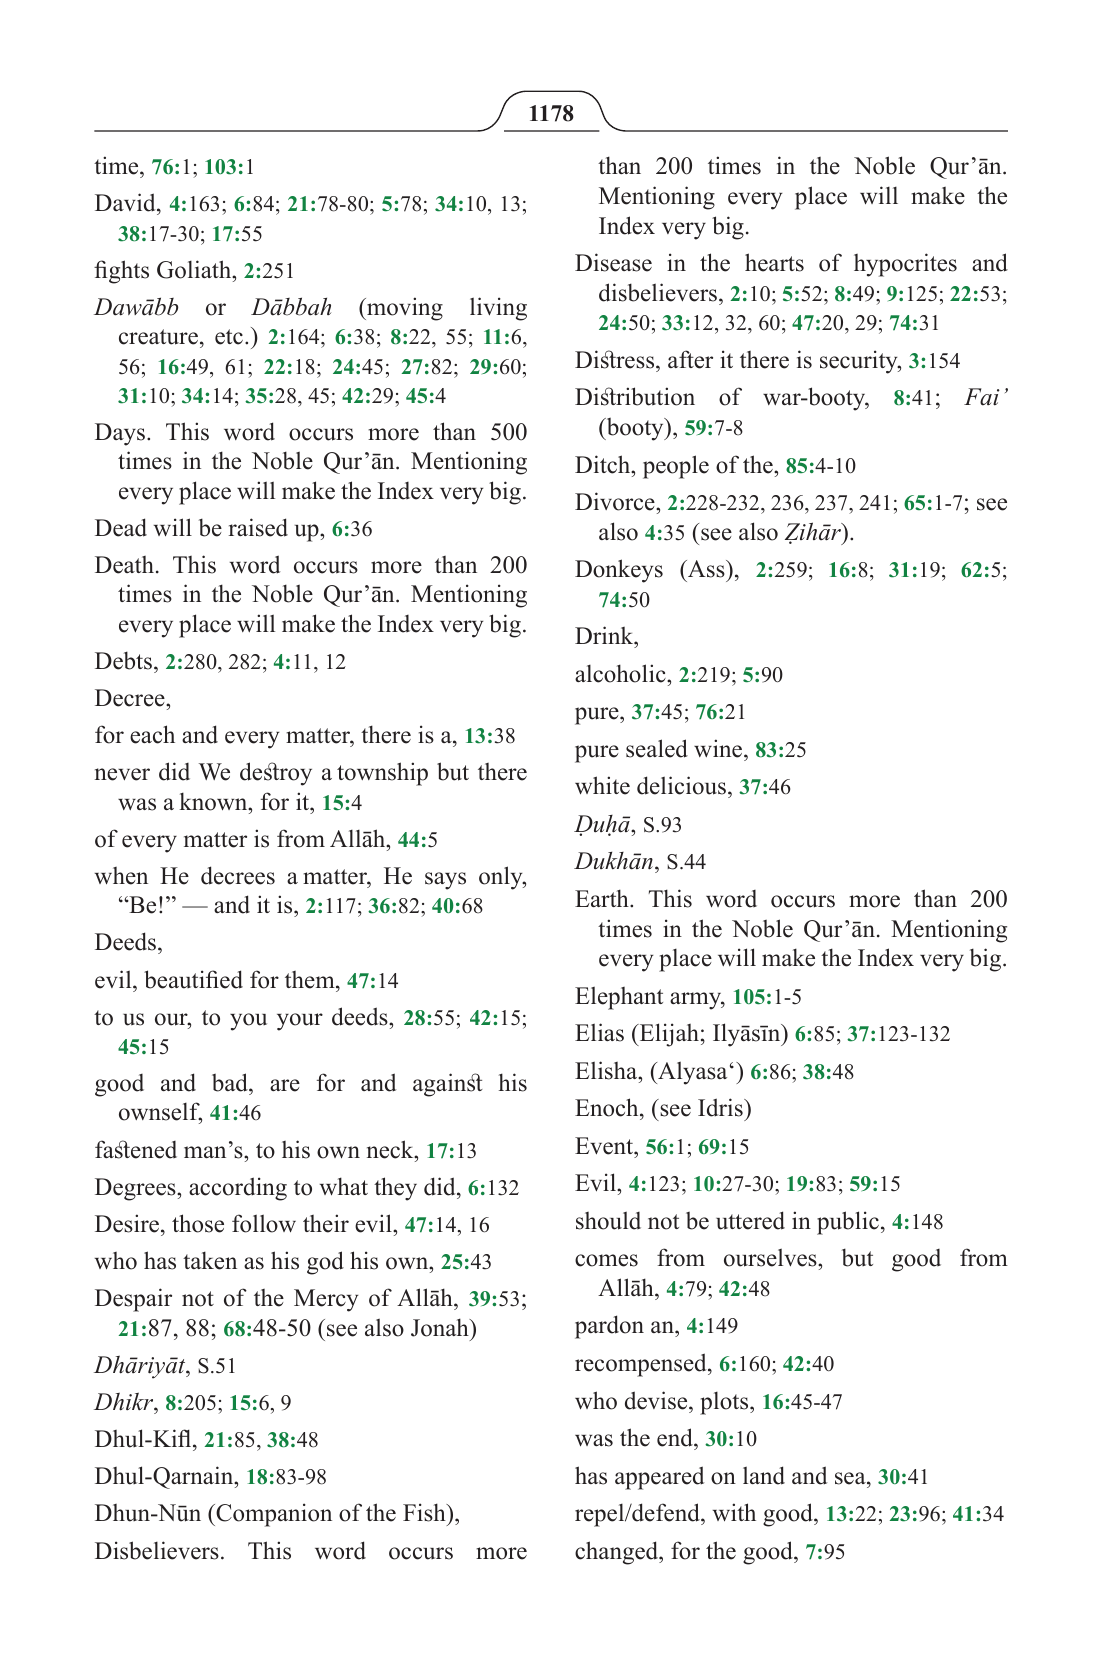 1178
time, 76:1; 103:1
David, 4:163; 6:84; 21:78-80; 5:78; 34:10, 13;
38:17-30; 17:55
fights Goliath, 2:251
Dawābb or Dābbah (moving living
creature, etc.) 2:164; 6:38; 8:22, 55; 11:6,
56; 16:49, 61; 22:18; 24:45; 27:82; 29:60;
31:10; 34:14; 35:28, 45; 42:29; 45:4
Days. This word occurs more than 500
times in the Noble Qur’ān. Mentioning
every place will make the Index very big.
Dead will be raised up, 6:36
Death. This word occurs more than 200
times in the Noble Qur’ān. Mentioning
every place will make the Index very big.
Debts, 2:280, 282; 4:11, 12
Decree,
for each and every matter, there is a, 13:38
never did We destroy a township but there
was a known, for it, 15:4
of every matter is from Allāh, 44:5
when He decrees a matter, He says only,
“Be!” — and it is, 2:117; 36:82; 40:68
Deeds,
evil, beautified for them, 47:14
to us our, to you your deeds, 28:55; 42:15;
45:15
good and bad, are for and against his
ownself, 41:46
fastened man’s, to his own neck, 17:13
Degrees, according to what they did, 6:132
Desire, those follow their evil, 47:14, 16
who has taken as his god his own, 25:43
Despair not of the Mercy of Allāh, 39:53;
21:87, 88; 68:48-50 (see also Jonah)
Dhāriyāt, S.51
Dhikr, 8:205; 15:6, 9
Dhul-Kifl, 21:85, 38:48
Dhul-Qarnain, 18:83-98
Dhun-Nūn (Companion of the Fish),
Disbelievers. This word occurs more
than 200 times in the Noble Qur’ān.
Mentioning every place will make the
Index very big.
Disease in the hearts of hypocrites and
disbelievers, 2:10; 5:52; 8:49; 9:125; 22:53;
24:50; 33:12, 32, 60; 47:20, 29; 74:31
Distress, after it there is security, 3:154
Distribution of war-booty, 8:41; Fai’
(booty), 59:7-8
Ditch, people of the, 85:4-10
Divorce, 2:228-232, 236, 237, 241; 65:1-7; see
also 4:35 (see also Ẓihār).
Donkeys (Ass), 2:259; 16:8; 31:19; 62:5;
74:50
Drink,
alcoholic, 2:219; 5:90
pure, 37:45; 76:21
pure sealed wine, 83:25
white delicious, 37:46
Ḍuḥā, S.93
Dukhān, S.44
Earth. This word occurs more than 200
times in the Noble Qur’ān. Mentioning
every place will make the Index very big.
Elephant army, 105:1-5
Elias (Elijah; Ilyāsīn) 6:85; 37:123-132
Elisha, (Alyasa‘) 6:86; 38:48
Enoch, (see Idris)
Event, 56:1; 69:15
Evil, 4:123; 10:27-30; 19:83; 59:15
should not be uttered in public, 4:148
comes from ourselves, but good from
Allāh, 4:79; 42:48
pardon an, 4:149
recompensed, 6:160; 42:40
who devise, plots, 16:45-47
was the end, 30:10
has appeared on land and sea, 30:41
repel/defend, with good, 13:22; 23:96; 41:34
changed, for the good, 7:95